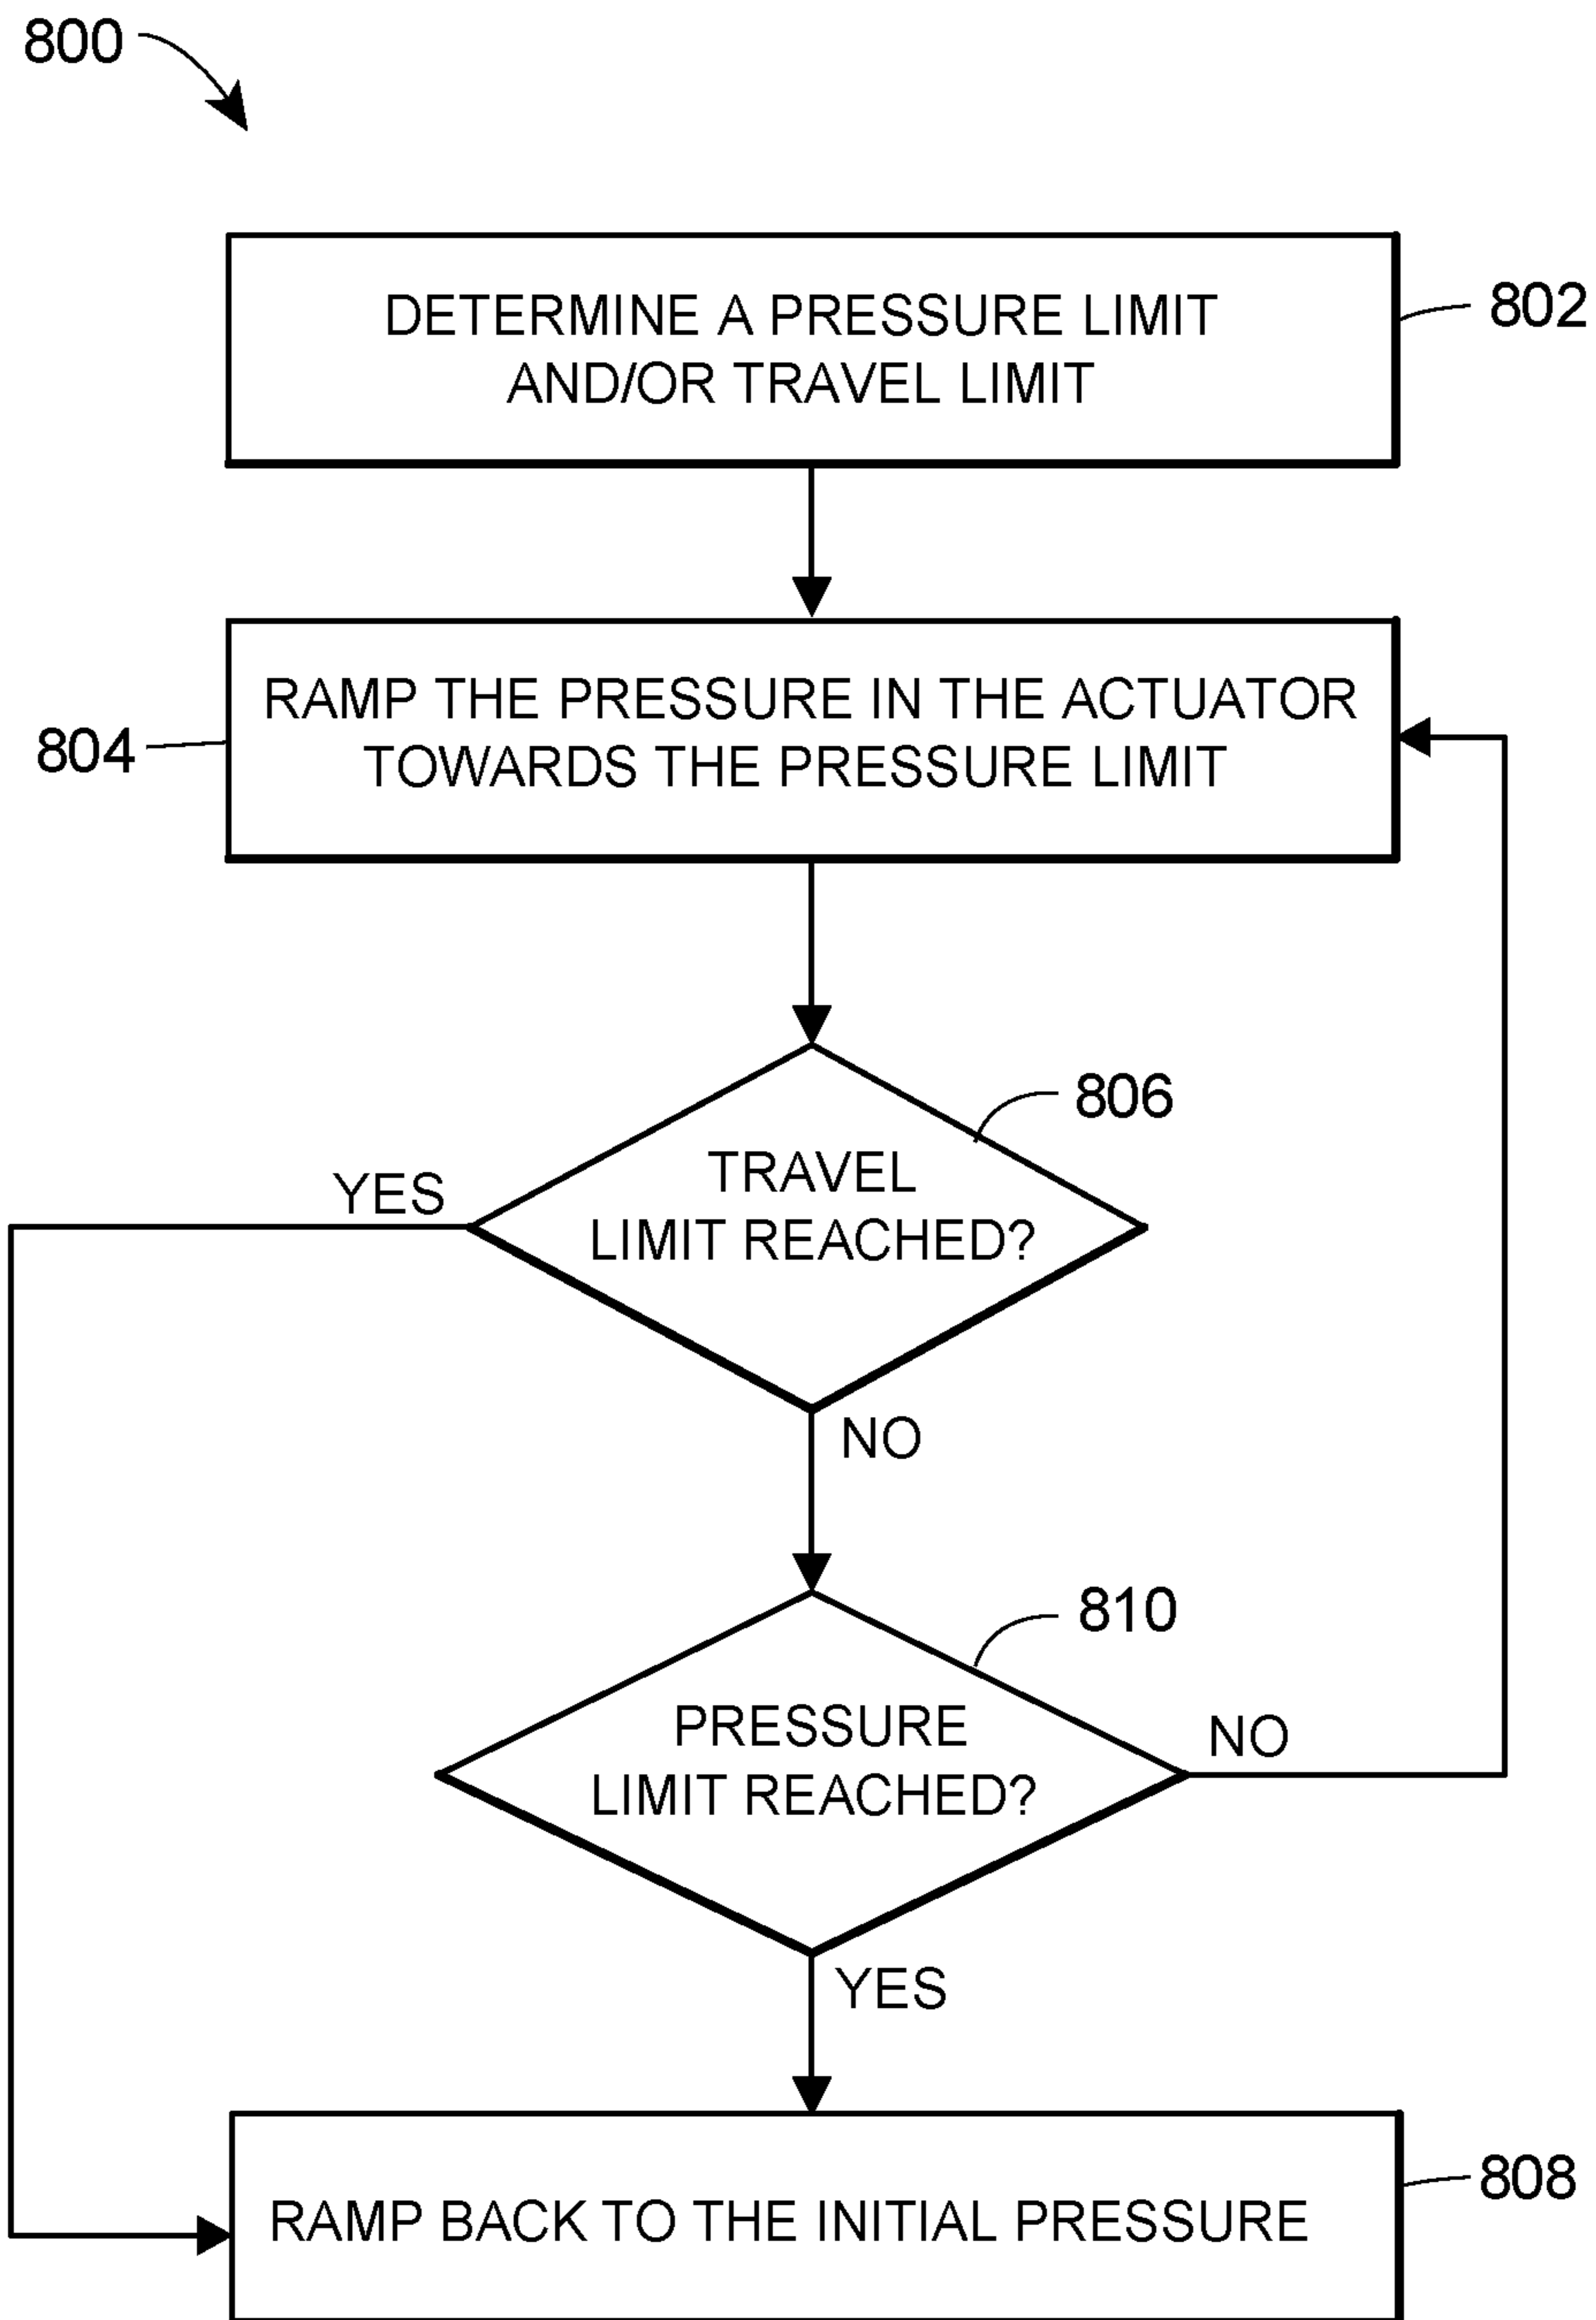 800
DETERMINE A PRESSURE LIMIT
AND/OR TRAVEL LIMIT
802
RAMP THE PRESSURE IN THE ACTUATOR
TOWARDS THE PRESSURE LIMIT
804
806
TRAVEL
LIMIT REACHED?
YES
NO
810
PRESSURE
LIMIT REACHED?
NO
YES
808
RAMP BACK TO THE INITIAL PRESSURE